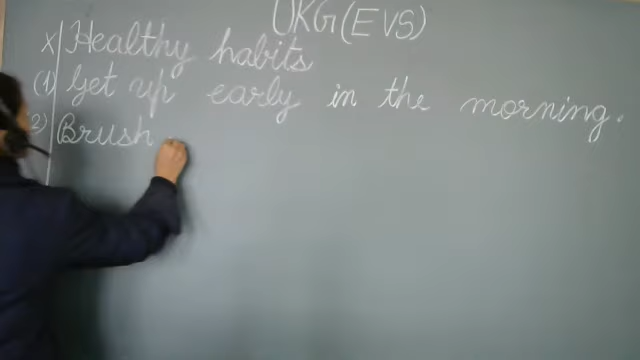 UKG (EVS)
X Healthy habits
(1) Get up early in the morning.
2) Brush